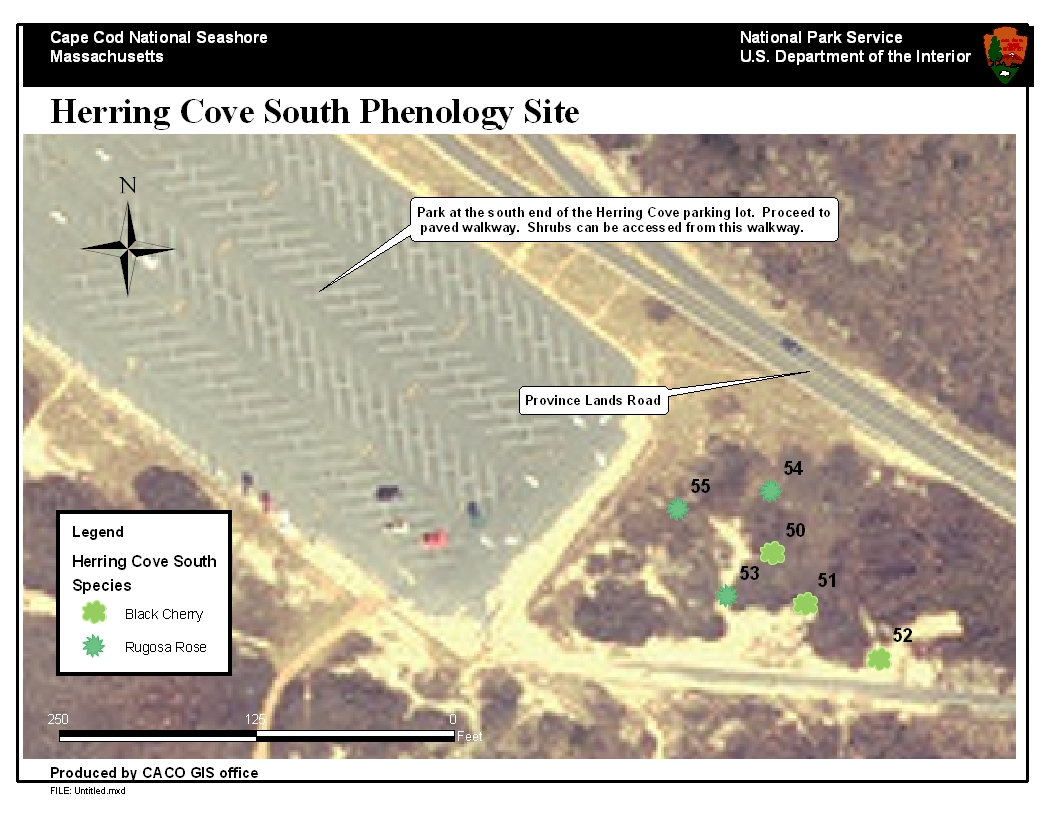 Cape Cod National Seashore
Massachusetts
National Park Service
U.S. Department of the Interior
Herring Cove South Phenology Site
N
Park at the south end of the Herring Cove parking lot.  Proceed to
paved walkway.  Shrubs can be accessed from this walkway.
Province Lands Road
54
55
50
53
51
52
Legend
Herring Cove South
Species
Black Cherry
Rugosa Rose
250 125 0
Feet
Produced by CACO GIS office
FILE: Untitled.mxd